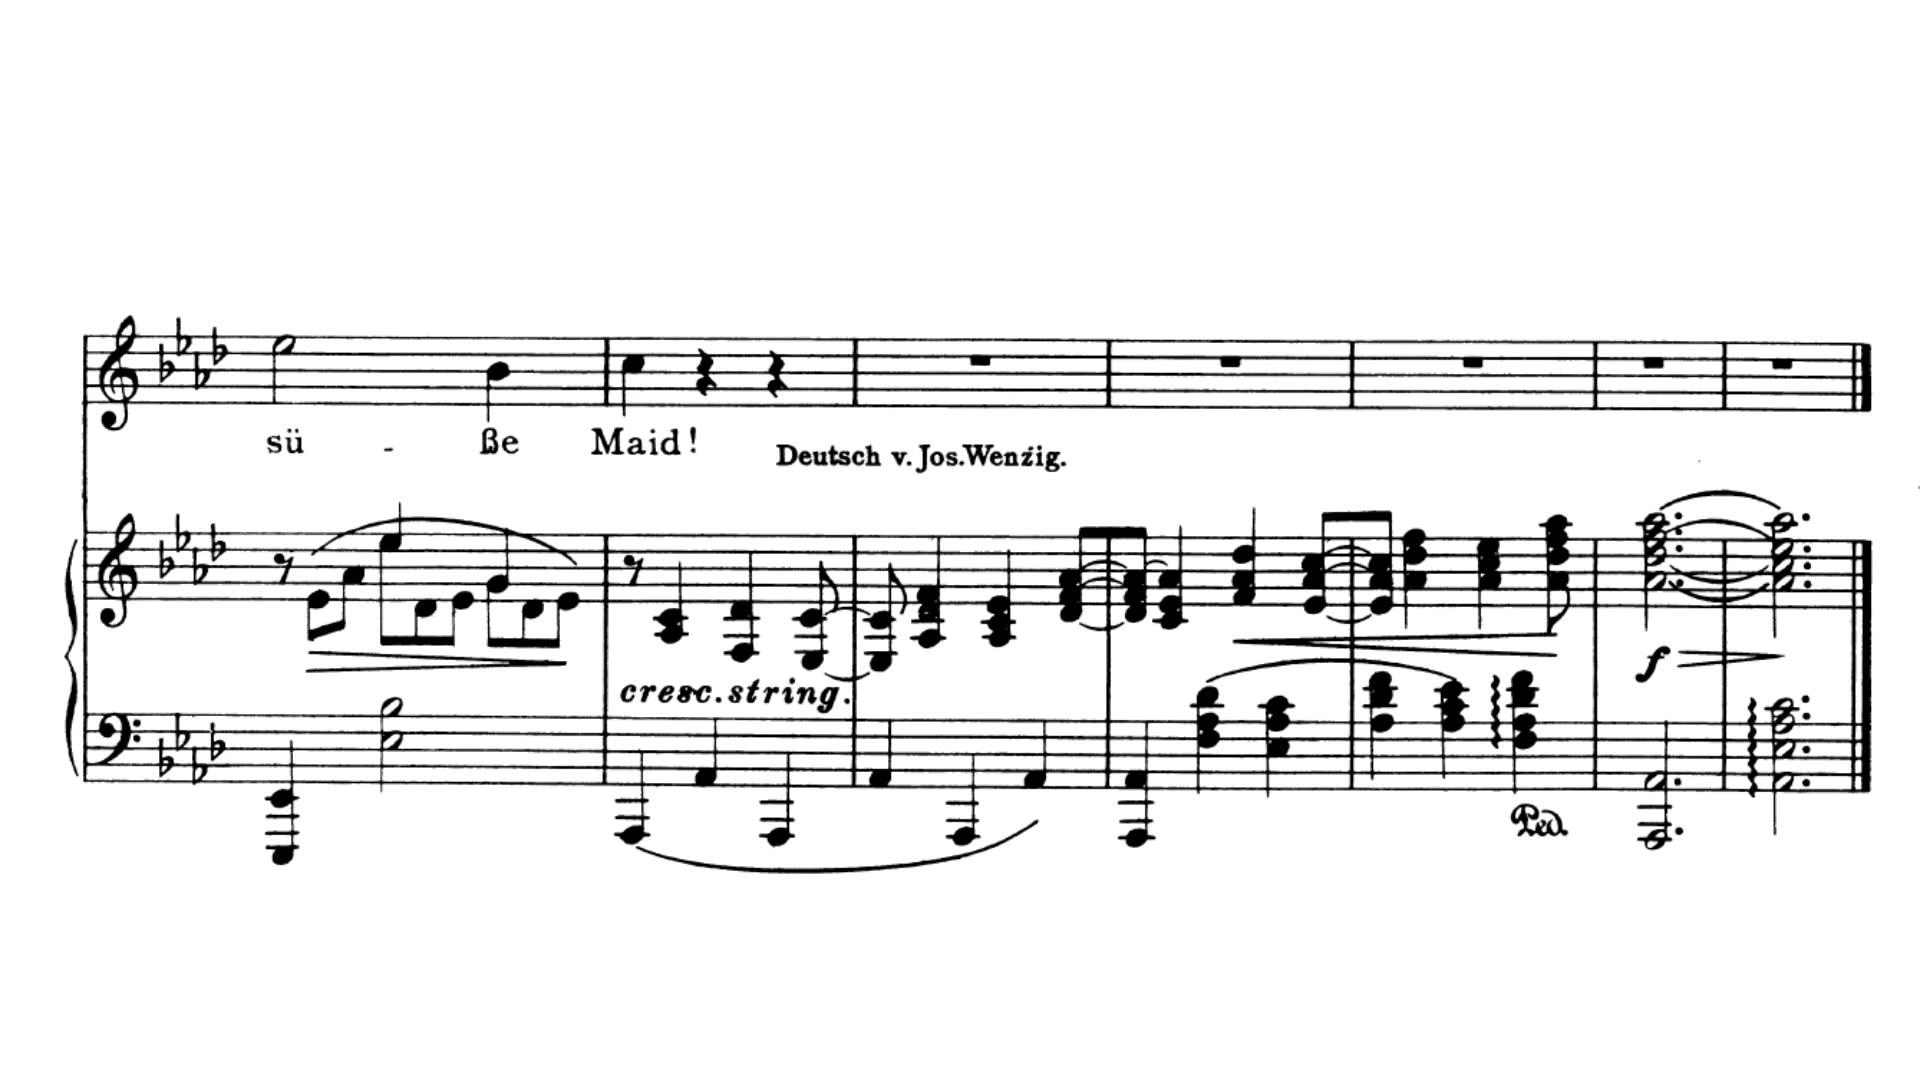 sü - ße Maid!
Deutsch v. Jos. Wenzig.
cresc. string.
Ped.
f